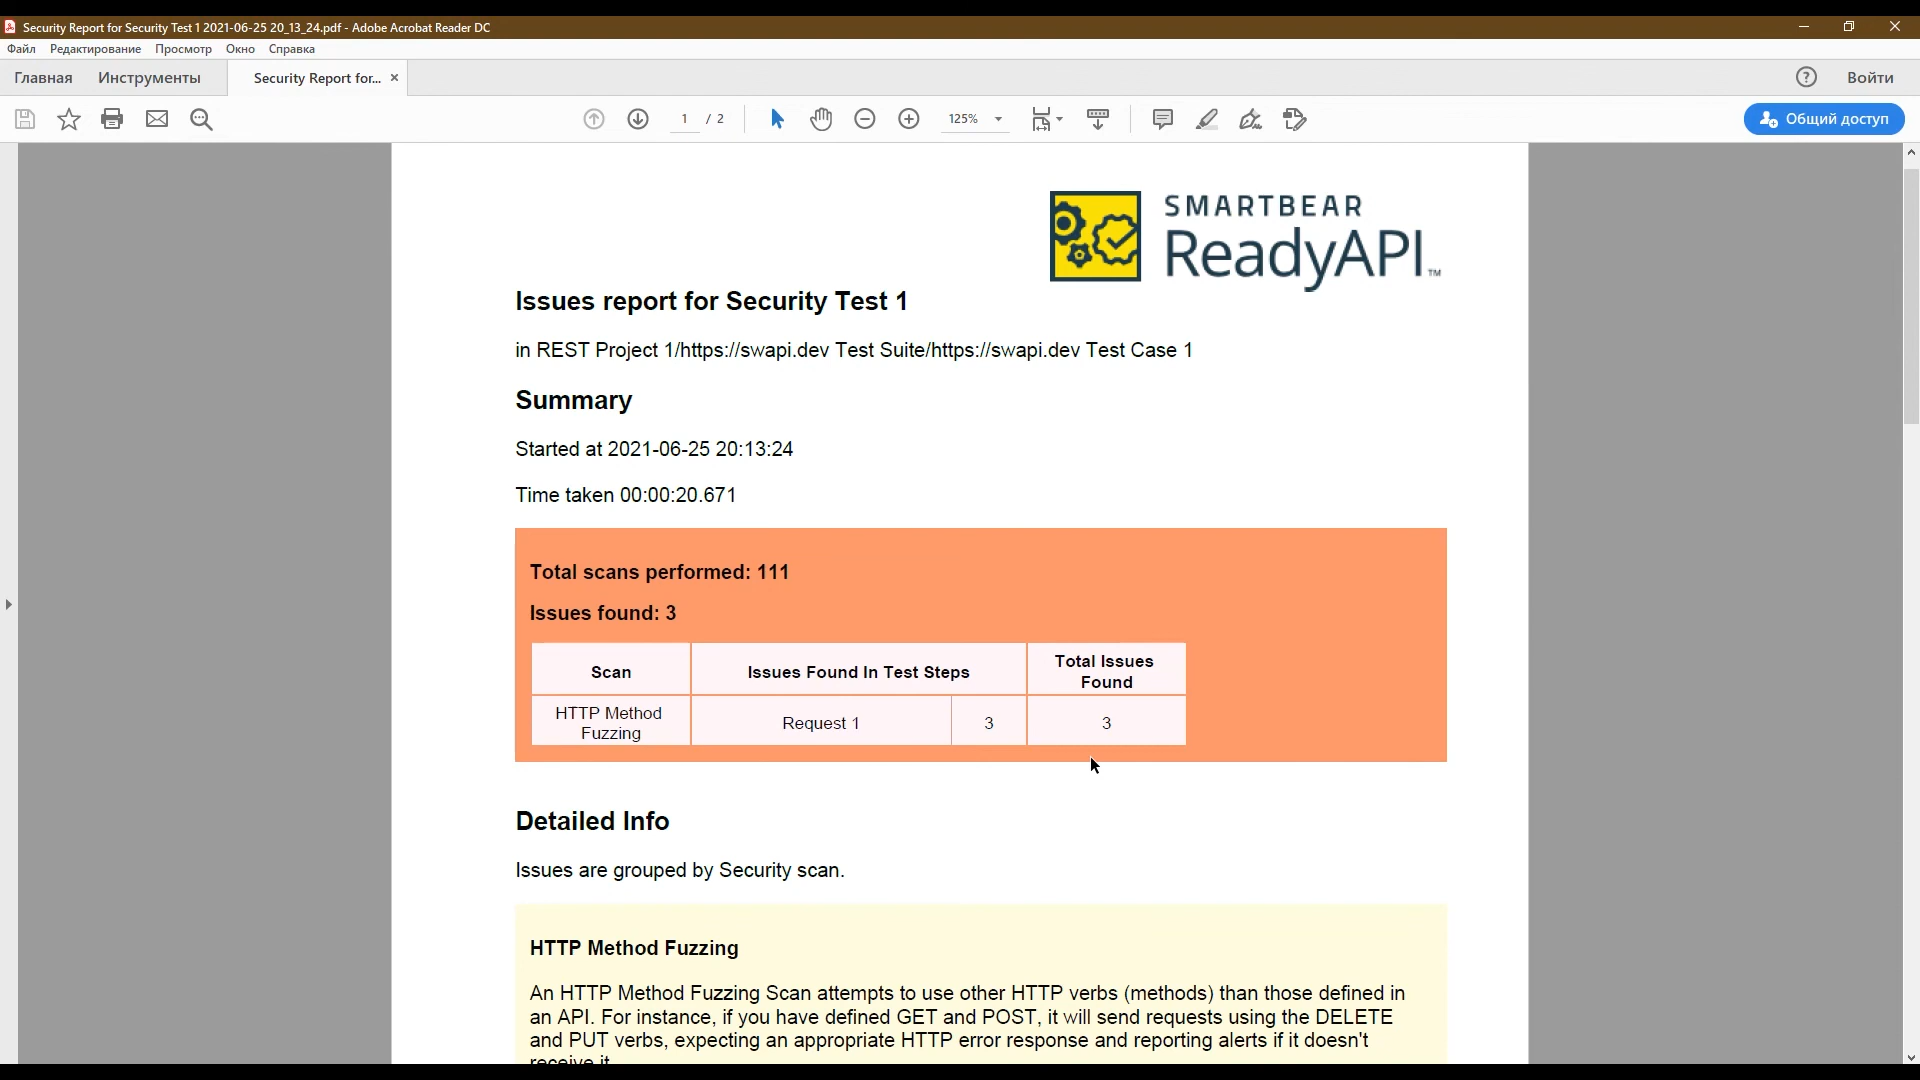 Security Report for Security Test 1 2021-06-25 20_13_24.pdf - Adobe Acrobat Reader DC
Файл Редактирование Просмотр Окно Справка
Главная Инструменты Security Report for... × ? Войти
1 / 2 125% Общий доступ
SMARTBEAR
ReadyAPI™
Issues report for Security Test 1
in REST Project 1/https://swapi.dev Test Suite/https://swapi.dev Test Case 1
Summary
Started at 2021-06-25 20:13:24
Time taken 00:00:20.671
Total scans performed: 111
Issues found: 3
Scan Issues Found In Test Steps Total Issues
Found
HTTP Method
Fuzzing Request 1 3 3
Detailed Info
Issues are grouped by Security scan.
HTTP Method Fuzzing
An HTTP Method Fuzzing Scan attempts to use other HTTP verbs (methods) than those defined in
an API. For instance, if you have defined GET and POST, it will send requests using the DELETE
and PUT verbs, expecting an appropriate HTTP error response and reporting alerts if it doesn't
receive it.